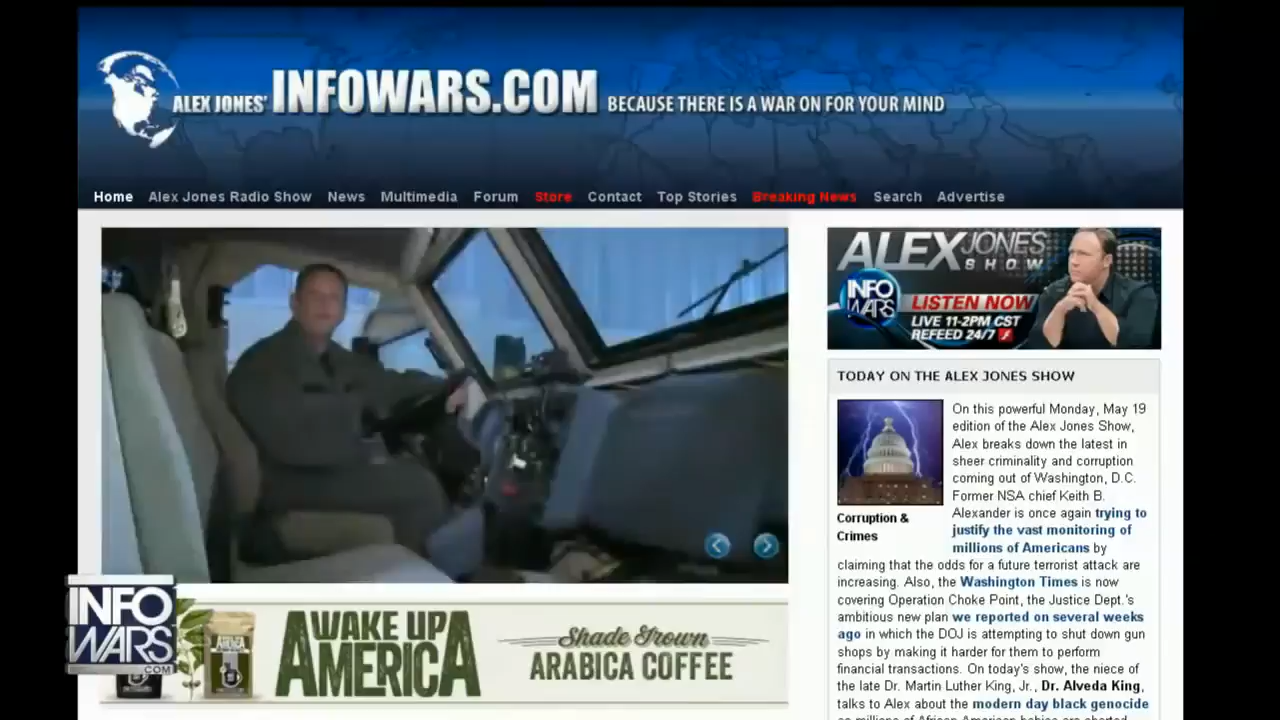 ALEX JONES' INFOWARS.COM BECAUSE THERE IS A WAR ON FOR YOUR MIND
Home Alex Jones Radio Show News Multimedia Forum Store Contact Top Stories Breaking News Search Advertise
ALEX JONES
SHOW
INFO
WARS
LISTEN NOW
LIVE 11-2PM CST
REFEED 24/7
TODAY ON THE ALEX JONES SHOW
Corruption &
Crimes
On this powerful Monday, May 19
edition of the Alex Jones Show,
Alex breaks down the latest in
sheer criminality and corruption
coming out of Washington, D.C.
Former NSA chief Keith B.
Alexander is once again trying to
justify the vast monitoring of
millions of Americans by
claiming that the odds for a future terrorist attack are
increasing. Also, the Washington Times is now
covering Operation Choke Point, the Justice Dept.'s
ambitious new plan we reported on several weeks
ago in which the DOJ is attempting to shut down gun
shops by making it harder for them to perform
financial transactions. On today's show, the niece of
the late Dr. Martin Luther King, Jr., Dr. Alveda King,
talks to Alex about the modern day black genocide
WAKE UP
AMERICA
Shade Grown
ARABICA COFFEE
INFO
WARS
.COM